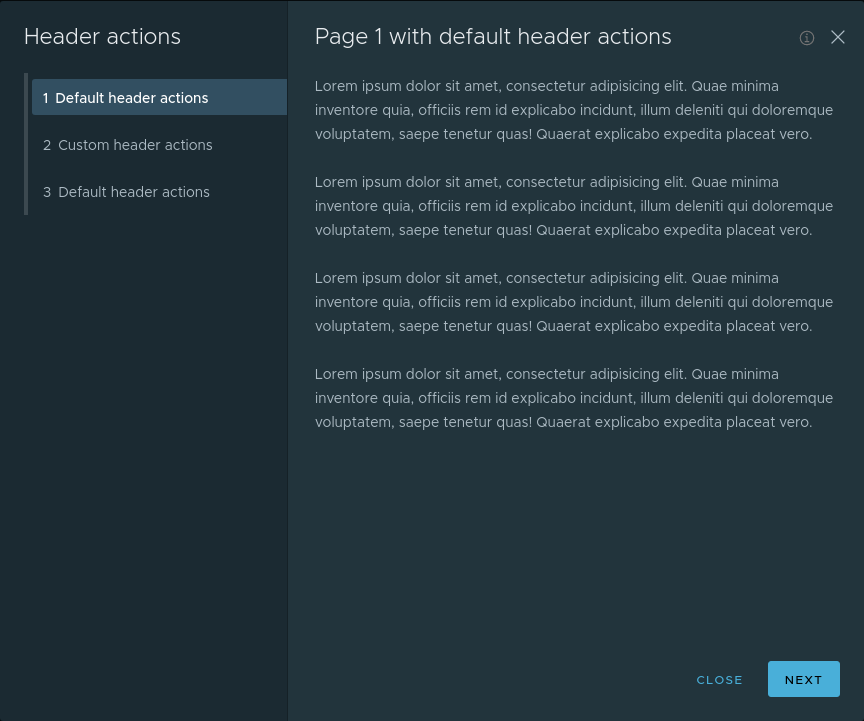 Header actions
1 Default header actions
2 Custom header actions
3 Default header actions
Page 1 with default header actions
Lorem ipsum dolor sit amet, consectetur adipisicing elit. Quae minima
inventore quia, officiis rem id explicabo incidunt, illum deleniti qui doloremque
voluptatem, saepe tenetur quas! Quaerat explicabo expedita placeat vero.
Lorem ipsum dolor sit amet, consectetur adipisicing elit. Quae minima
inventore quia, officiis rem id explicabo incidunt, illum deleniti qui doloremque
voluptatem, saepe tenetur quas! Quaerat explicabo expedita placeat vero.
Lorem ipsum dolor sit amet, consectetur adipisicing elit. Quae minima
inventore quia, officiis rem id explicabo incidunt, illum deleniti qui doloremque
voluptatem, saepe tenetur quas! Quaerat explicabo expedita placeat vero.
Lorem ipsum dolor sit amet, consectetur adipisicing elit. Quae minima
inventore quia, officiis rem id explicabo incidunt, illum deleniti qui doloremque
voluptatem, saepe tenetur quas! Quaerat explicabo expedita placeat vero.
CLOSE
NEXT